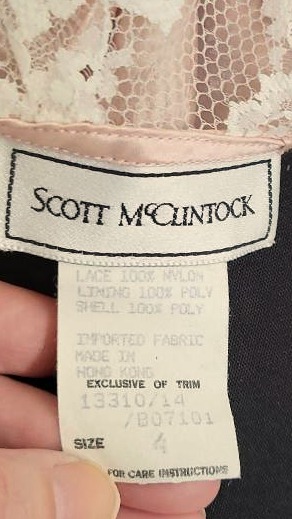 SCOTT McCLINTOCK
LACE 100% NYLON
LINING 100% POLY
SHELL 100% POLY
IMPORTED FABRIC
MADE IN
HONG KONG
EXCLUSIVE OF TRIM
13310/14
/807101
SIZE 4
FOR CARE INSTRUCTIONS